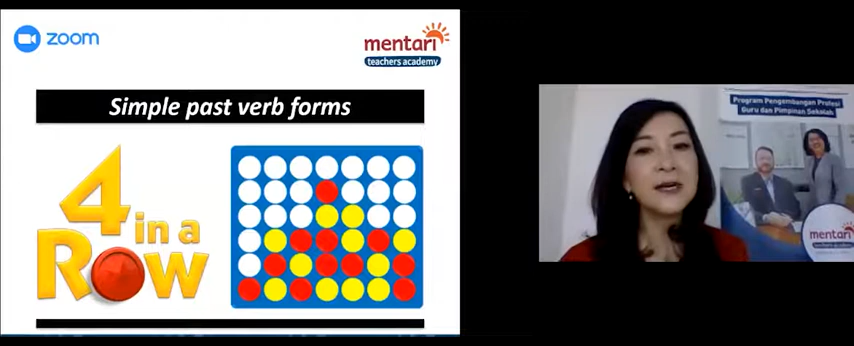 zoom
mentari
teachers academy
Simple past verb forms
4 in a
Row
Program Pengembangan Profesi
Guru dan Pimpinan Sekolah
mentari
teachers academy